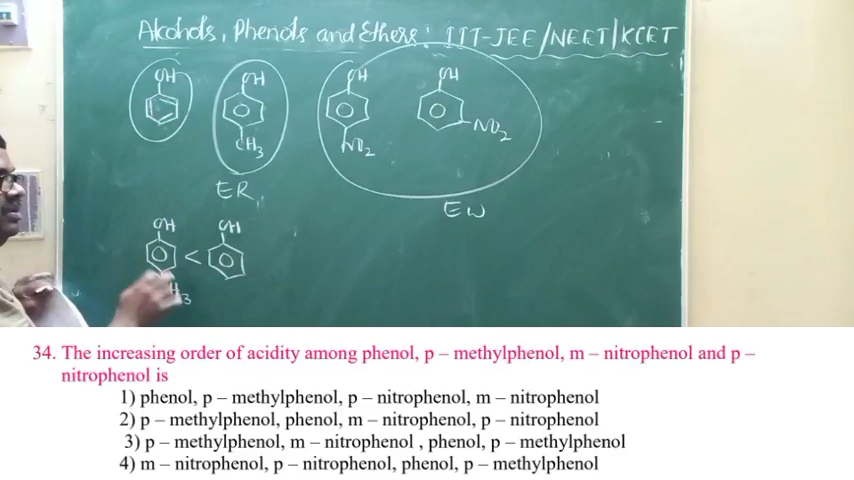 Alcohols, Phenols and Ethers: IIT-JEE/NEET/KCET
OH OH OH OH
CH3 NO2 NO2
ER EW
OH OH
<
H3
34. The increasing order of acidity among phenol, p – methylphenol, m – nitrophenol and p –
nitrophenol is
1) phenol, p – methylphenol, p – nitrophenol, m – nitrophenol
2) p – methylphenol, phenol, m – nitrophenol, p – nitrophenol
3) p – methylphenol, m – nitrophenol , phenol, p – methylphenol
4) m – nitrophenol, p – nitrophenol, phenol, p – methylphenol